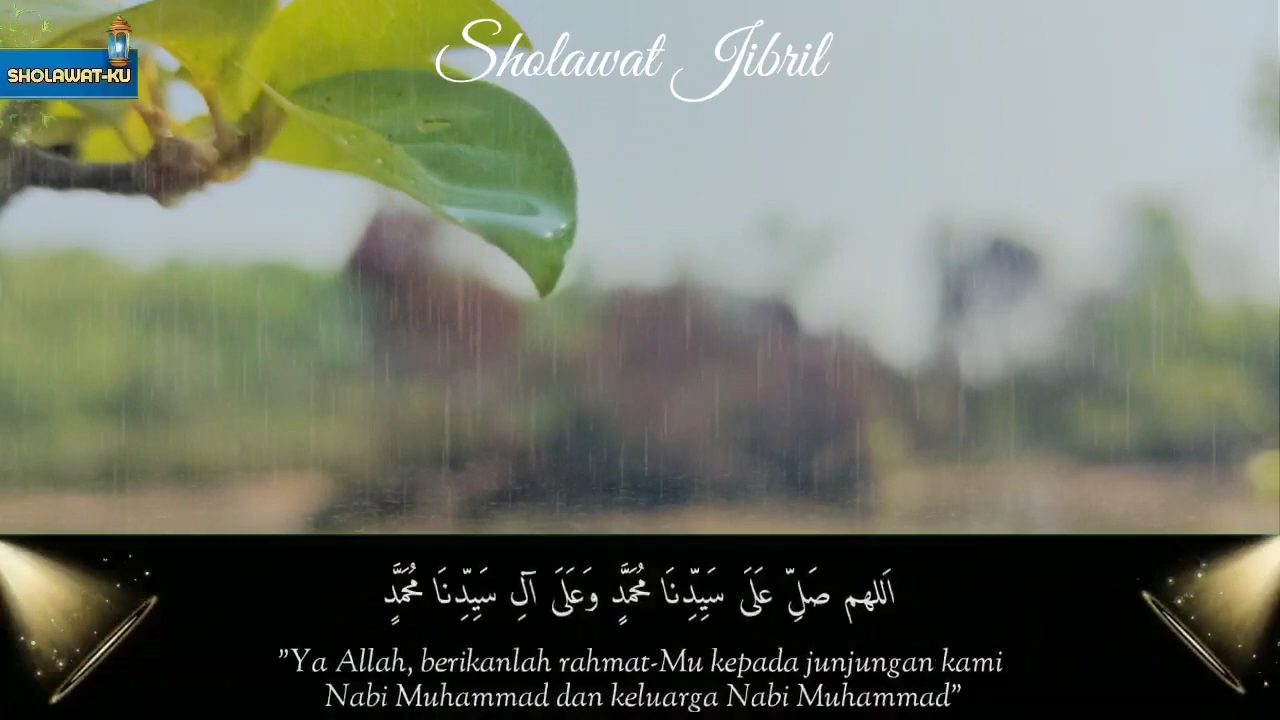 Sholawat Jibril
SHOLAWAT-KU
اَللهم صَلِّ عَلَى سَيِّدِنَا مُحَمَّدٍ وَعَلَى آلِ سَيِّدِنَا مُحَمَّدٍ
"Ya Allah, berikanlah rahmat-Mu kepada junjungan kami
Nabi Muhammad dan keluarga Nabi Muhammad"